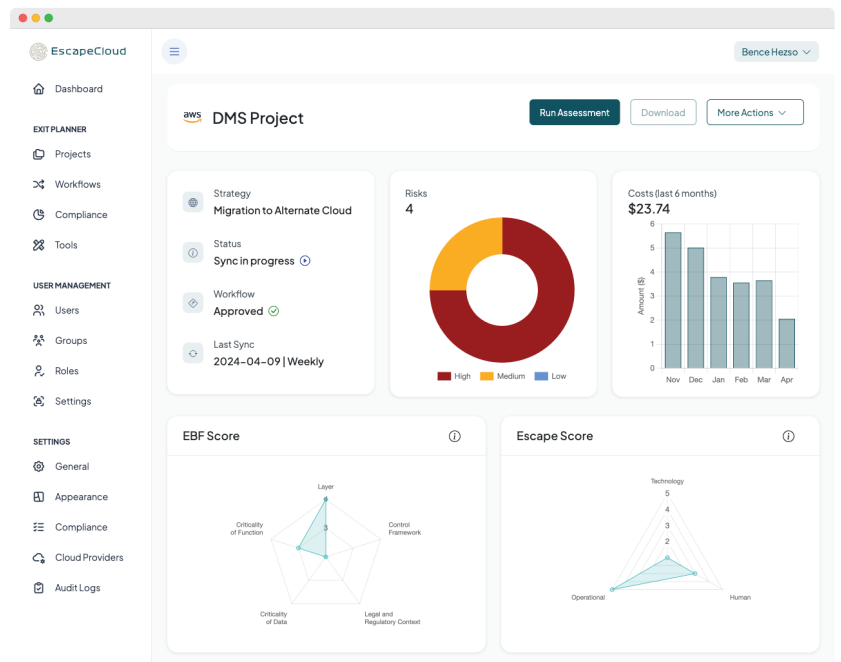 EscapeCloud
Bence Hezso
Dashboard
EXIT PLANNER
Projects
Workflows
Compliance
Tools
USER MANAGEMENT
Users
Groups
Roles
Settings
SETTINGS
General
Appearance
Compliance
Cloud Providers
Audit Logs
aws
DMS Project
Run Assessment
Download
More Actions
Strategy
Migration to Alternate Cloud
Status
Sync in progress
Workflow
Approved
Last Sync
2024-04-09 | Weekly
Risks
4
High
Medium
Low
Costs (last 6 months)
$23.74
Amount ($)
6
5
4
3
2
1
0
Nov Dec Jan Feb Mar Apr
EBF Score
Layer
4
3
Control
Framework
Legal and
Regulatory Context
Criticality
of Data
Criticality
of Function
Escape Score
Technology
5
4
3
2
Operational
Human